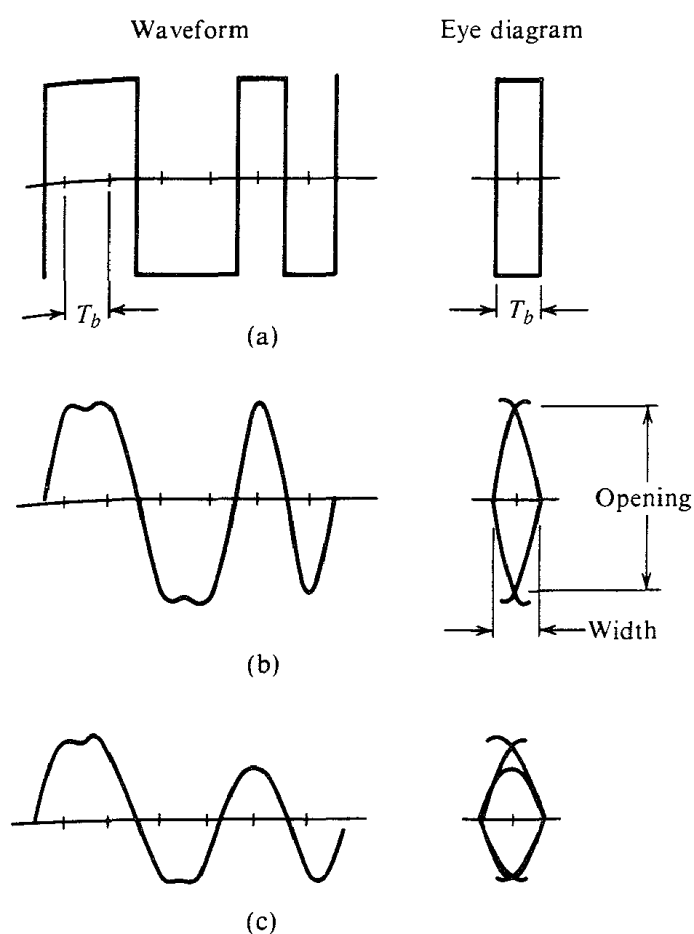 Waveform
Eye diagram
T_b
T_b
(a)
Opening
Width
(b)
(c)